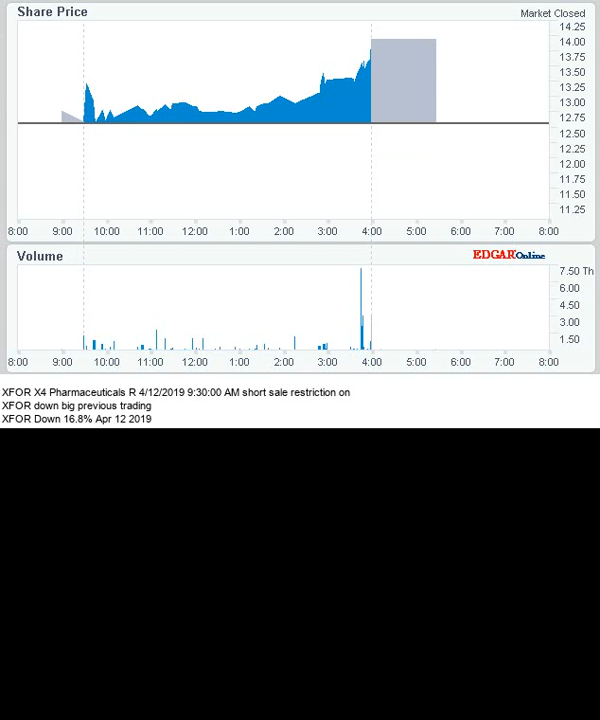 Share Price
Market Closed
14.25
14.00
13.75
13.50
13.25
13.00
12.75
12.50
12.25
12.00
11.75
11.50
11.25
8:00 9:00 10:00 11:00 12:00 1:00 2:00 3:00 4:00 5:00 6:00 7:00 8:00
Volume
EDGAR Online
7.50 Th
6.00
4.50
3.00
1.50
8:00 9:00 10:00 11:00 12:00 1:00 2:00 3:00 4:00 5:00 6:00 7:00 8:00
XFOR X4 Pharmaceuticals R 4/12/2019 9:30:00 AM short sale restriction on
XFOR down big previous trading
XFOR Down 16.8% Apr 12 2019